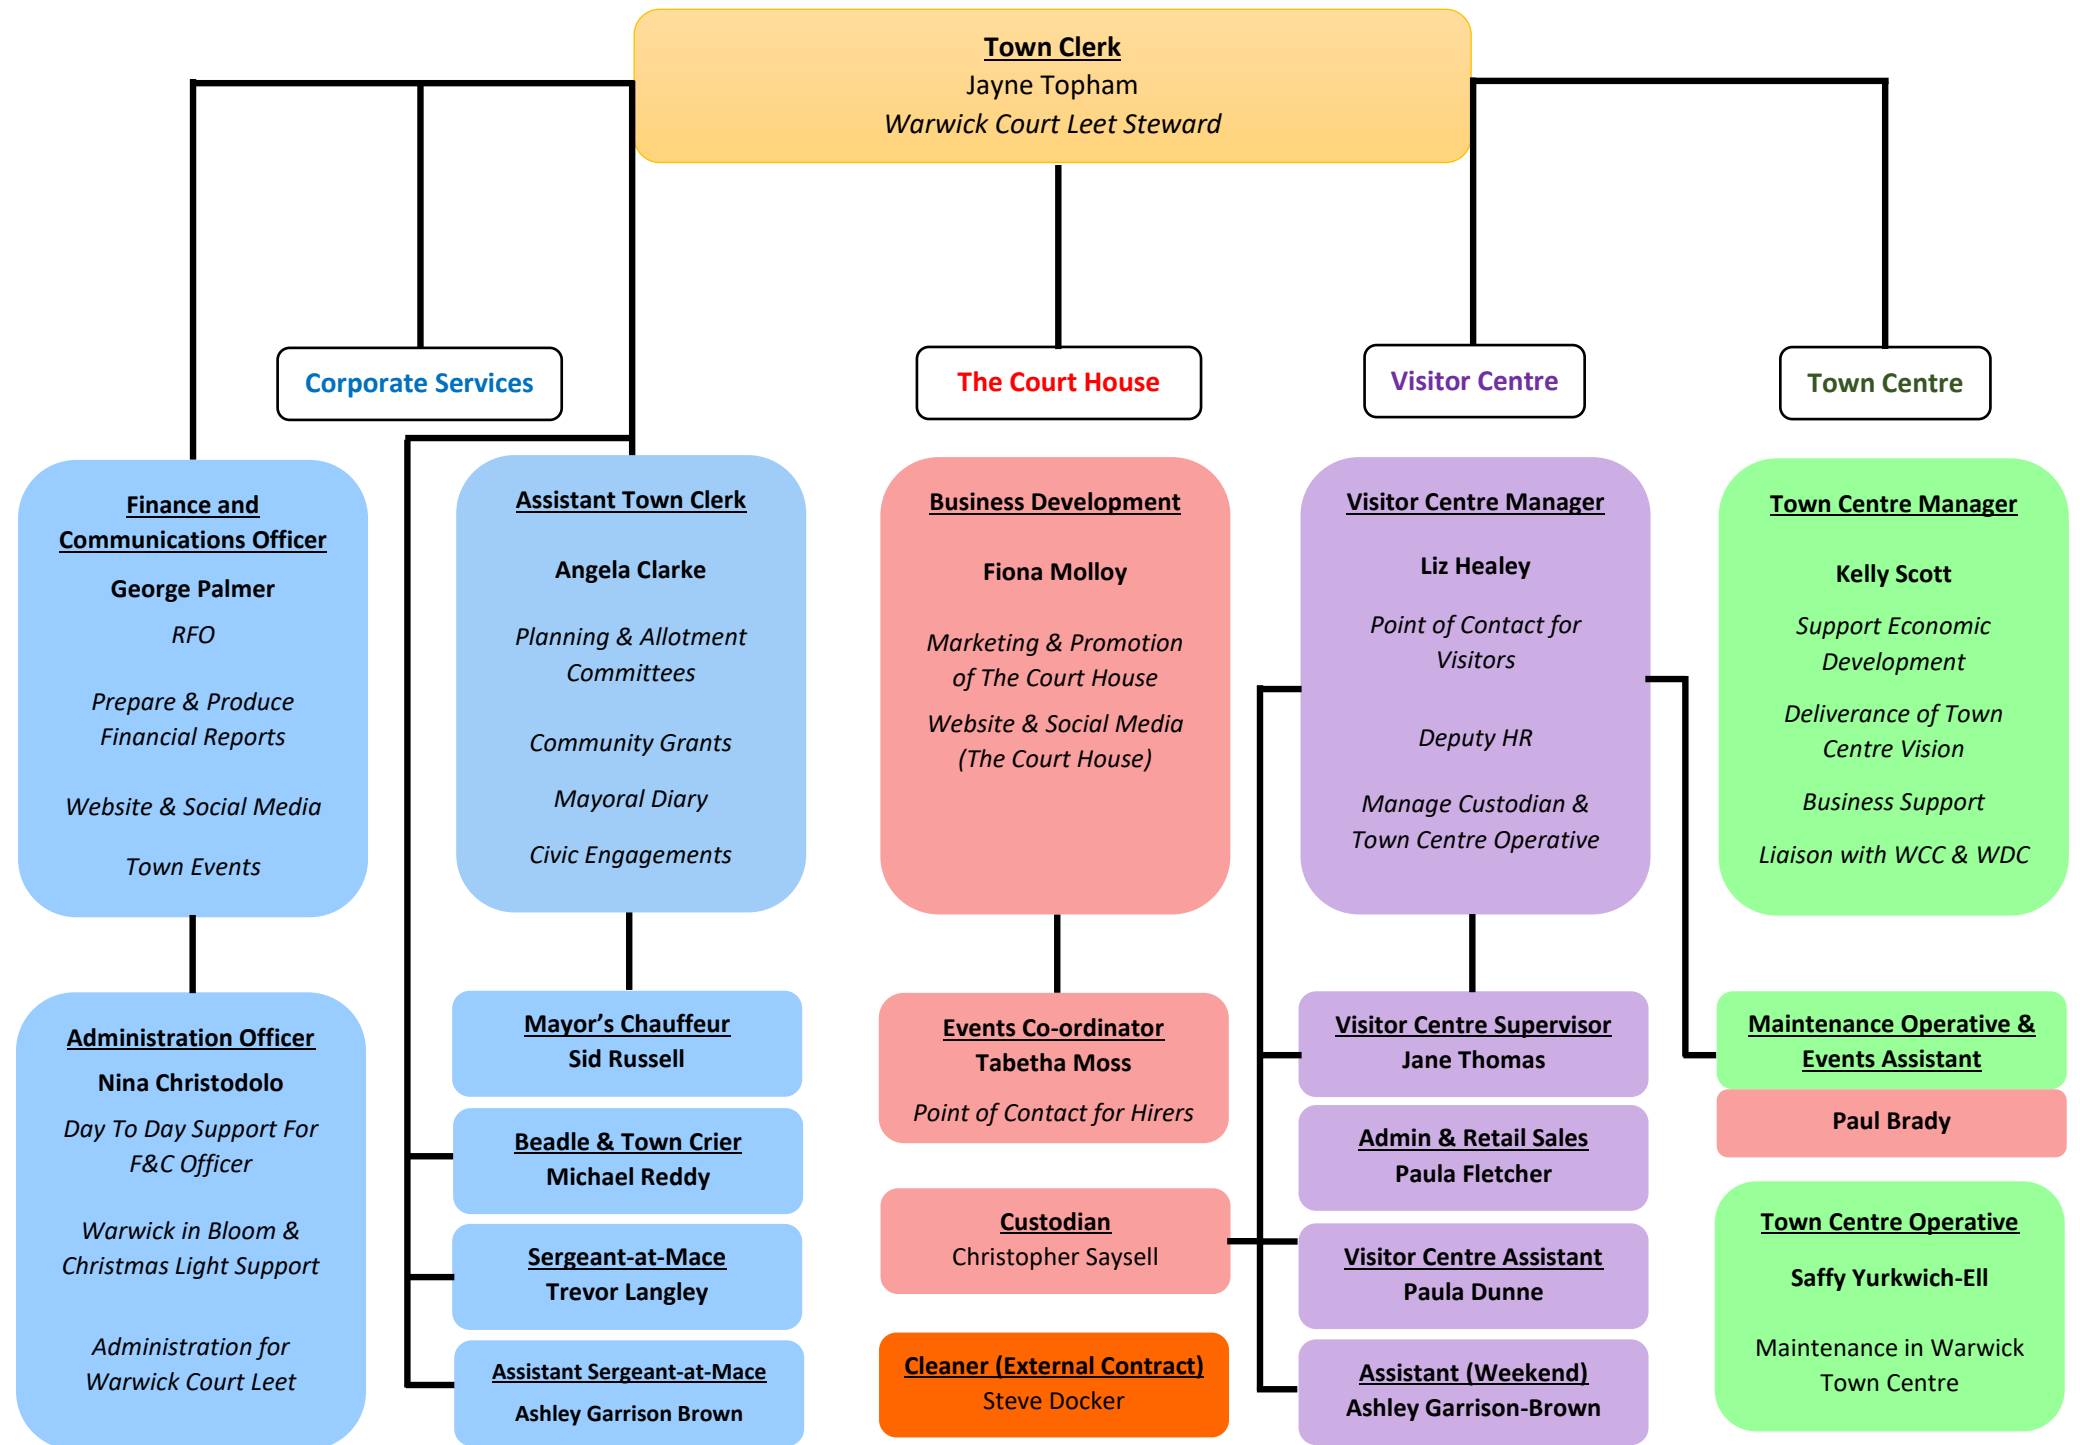 Town Clerk
Jayne Topham
Warwick Court Leet Steward
Corporate Services
The Court House
Visitor Centre
Town Centre
Finance and
Communications Officer
George Palmer
RFO
Prepare & Produce
Financial Reports
Website & Social Media
Town Events
Assistant Town Clerk
Angela Clarke
Planning & Allotment
Committees
Community Grants
Mayoral Diary
Civic Engagements
Business Development
Fiona Molloy
Marketing & Promotion
of The Court House
Website & Social Media
(The Court House)
Visitor Centre Manager
Liz Healey
Point of Contact for
Visitors
Deputy HR
Manage Custodian &
Town Centre Operative
Town Centre Manager
Kelly Scott
Support Economic
Development
Deliverance of Town
Centre Vision
Business Support
Liaison with WCC & WDC
Administration Officer
Nina Christodolo
Day To Day Support For
F&C Officer
Warwick in Bloom &
Christmas Light Support
Administration for
Warwick Court Leet
Mayor’s Chauffeur
Sid Russell
Beadle & Town Crier
Michael Reddy
Sergeant-at-Mace
Trevor Langley
Assistant Sergeant-at-Mace
Ashley Garrison Brown
Events Co-ordinator
Tabetha Moss
Point of Contact for Hirers
Custodian
Christopher Saysell
Cleaner (External Contract)
Steve Docker
Visitor Centre Supervisor
Jane Thomas
Admin & Retail Sales
Paula Fletcher
Visitor Centre Assistant
Paula Dunne
Assistant (Weekend)
Ashley Garrison-Brown
Maintenance Operative &
Events Assistant
Paul Brady
Town Centre Operative
Saffy Yurkwich-Ell
Maintenance in Warwick
Town Centre